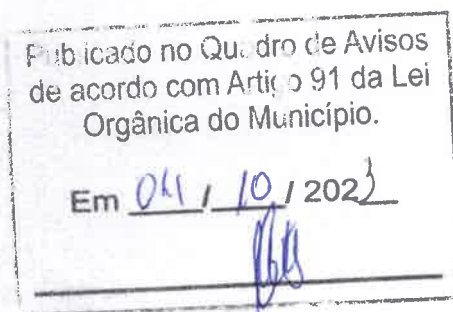 Publicado no Quadro de Avisos
de acordo com Artigo 91 da Lei
Orgânica do Município.
Em 04 / 10 / 2023